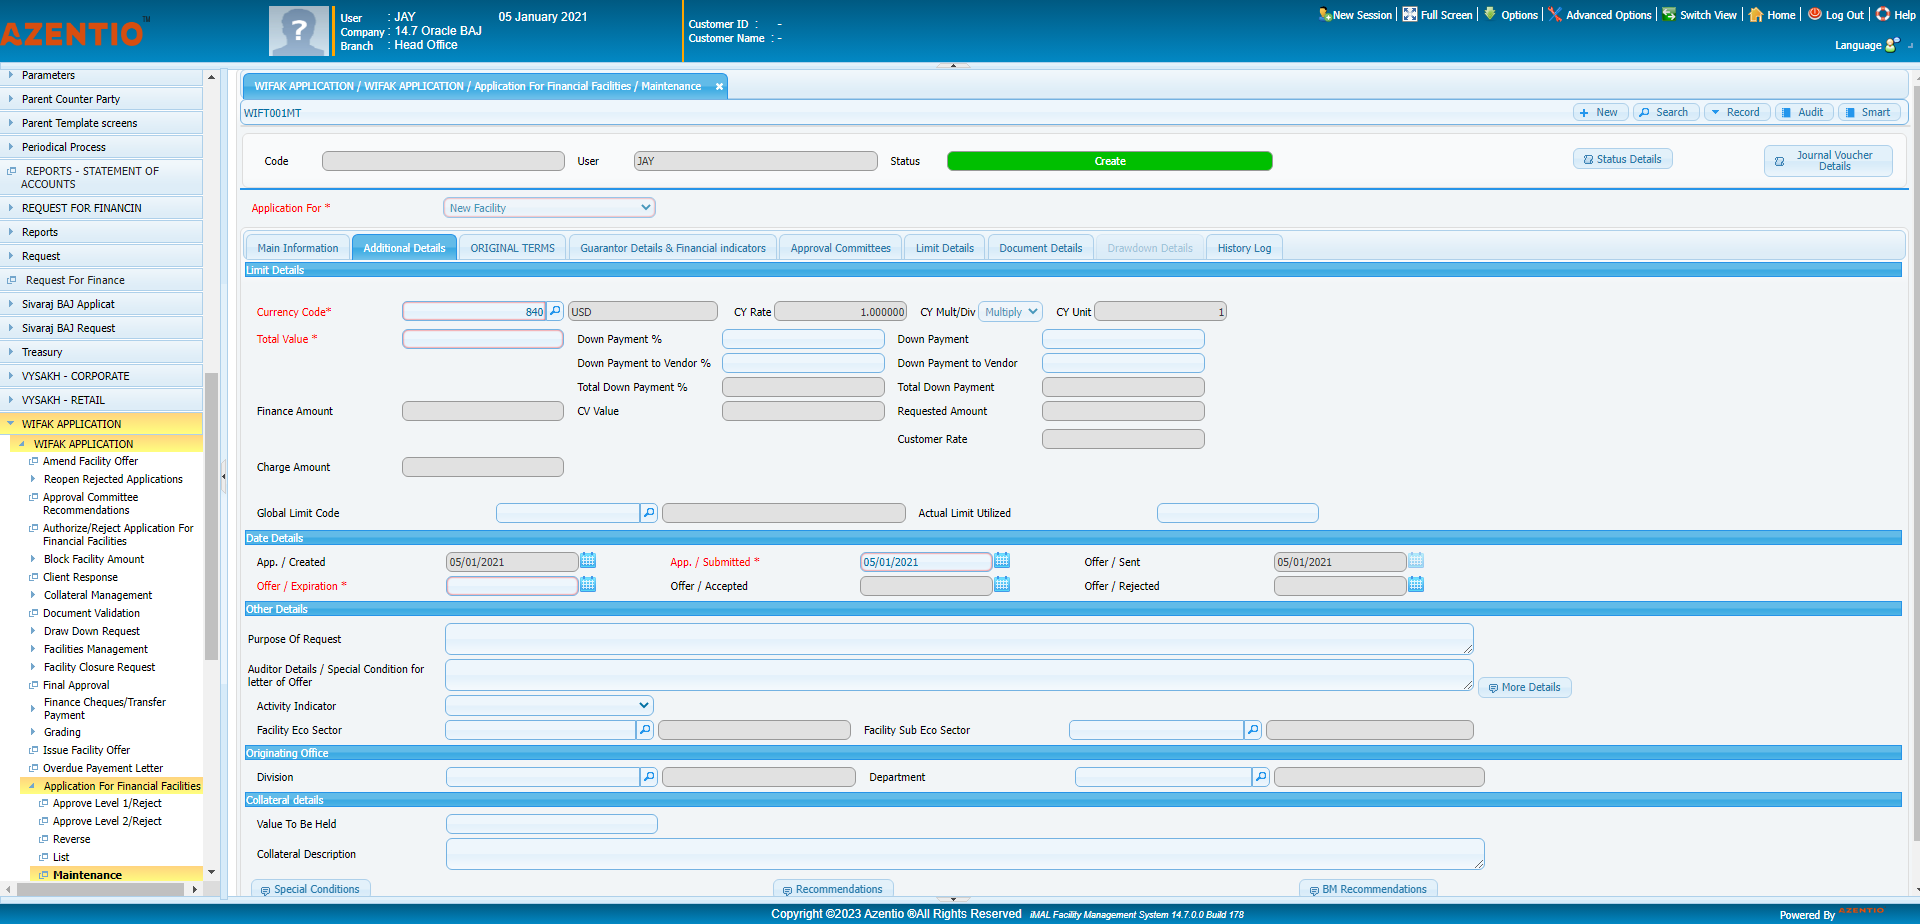 AZENTIO™
User : JAY 05 January 2021
Company : 14.7 Oracle BAJ
Branch : Head Office
Customer ID : -
Customer Name : -
New Session Full Screen Options Advanced Options Switch View Home Log Out Help
Language
Parameters
Parent Counter Party
Parent Template screens
Periodical Process
REPORTS - STATEMENT OF
ACCOUNTS
REQUEST FOR FINANCIN
Reports
Request
Request For Finance
Sivaraj BAJ Applicat
Sivaraj BAJ Request
Treasury
VYSAKH - CORPORATE
VYSAKH - RETAIL
WIFAK APPLICATION
WIFAK APPLICATION
Amend Facility Offer
Reopen Rejected Applications
Approval Committee
Recommendations
Authorize/Reject Application For
Financial Facilities
Block Facility Amount
Client Response
Collateral Management
Document Validation
Draw Down Request
Facilities Management
Facility Closure Request
Final Approval
Finance Cheques/Transfer
Payment
Grading
Issue Facility Offer
Overdue Payment Letter
Application For Financial Facilities
Approve Level 1/Reject
Approve Level 2/Reject
Reverse
List
Maintenance
WIFAK APPLICATION / WIFAK APPLICATION / Application For Financial Facilities / Maintenance
WIFT001MT
New Search Record Audit Smart
Code User JAY Status Create Status Details Journal Voucher
Details
Application For * New Facility
Main Information Additional Details ORIGINAL TERMS Guarantor Details & Financial indicators Approval Committees Limit Details Document Details Drawdown Details History Log
Limit Details
Currency Code* 840 USD CY Rate 1.000000 CY Mult/Div Multiply CY Unit 1
Total Value * Down Payment % Down Payment
Down Payment to Vendor % Down Payment to Vendor
Total Down Payment % Total Down Payment
Finance Amount CV Value Requested Amount
Customer Rate
Charge Amount
Global Limit Code Actual Limit Utilized
Date Details
App. / Created 05/01/2021 App. / Submitted * 05/01/2021 Offer / Sent 05/01/2021
Offer / Expiration * Offer / Accepted Offer / Rejected
Other Details
Purpose Of Request
Auditor Details / Special Condition for
letter of Offer
More Details
Activity Indicator
Facility Eco Sector Facility Sub Eco Sector
Originating Office
Division Department
Collateral details
Value To Be Held
Collateral Description
Special Conditions Recommendations BM Recommendations
Copyright ©2023 Azentio ®All Rights Reserved iMAL Facility Management System 14.7.0.0 Build 178
Powered By AZENTIO